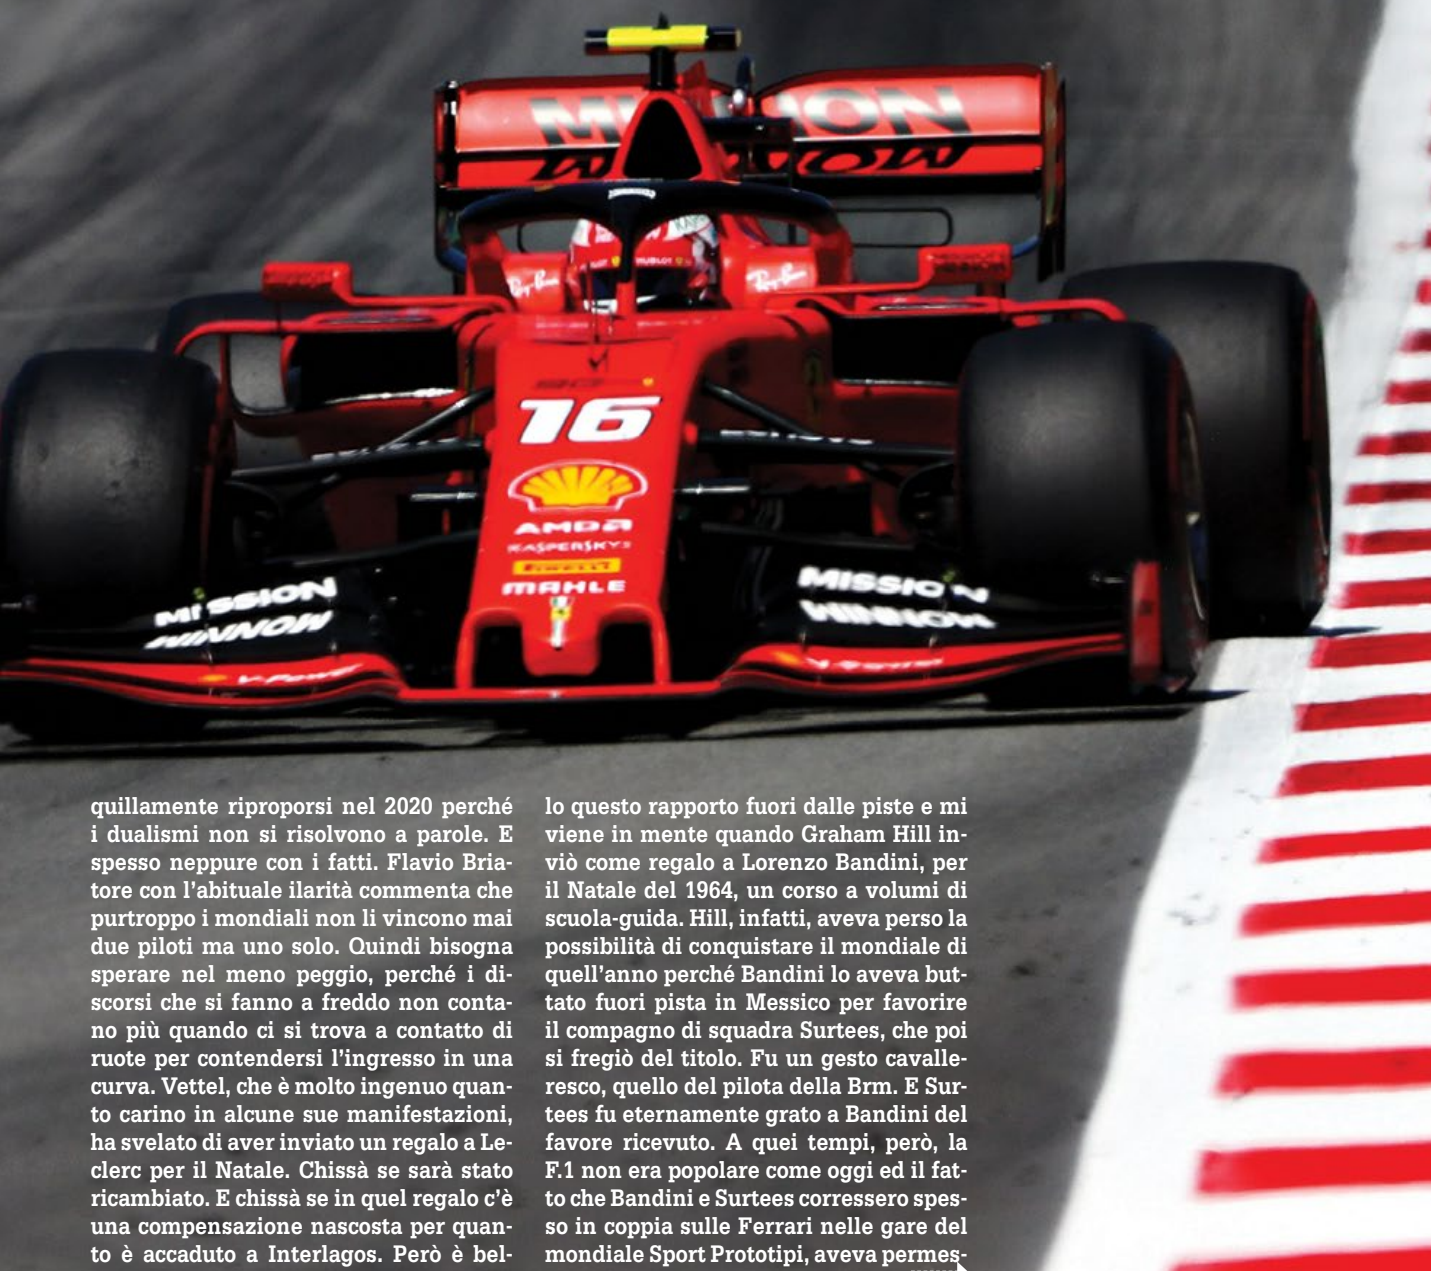 MISSION
WINNOW
Ray-Ban
HUBLOT
Ray-Ban
16
AMD
KASPERSKY
PIRELLI
MAHLE
MISSION
WINNOW
MISSION
WINNOW
V-Power
V-Power
quillamente riproporsi nel 2020 perché
i dualismi non si risolvono a parole. E
spesso neppure con i fatti. Flavio Bria-
tore con l'abituale ilarità commenta che
purtroppo i mondiali non li vincono mai
due piloti ma uno solo. Quindi bisogna
sperare nel meno peggio, perché i di-
scorsi che si fanno a freddo non conta-
no più quando ci si trova a contatto di
ruote per contendersi l'ingresso in una
curva. Vettel, che è molto ingenuo quan-
to carino in alcune sue manifestazioni,
ha svelato di aver inviato un regalo a Le-
clerc per il Natale. Chissà se sarà stato
ricambiato. E chissà se in quel regalo c'è
una compensazione nascosta per quan-
to è accaduto a Interlagos. Però è bel-
lo questo rapporto fuori dalle piste e mi
viene in mente quando Graham Hill in-
viò come regalo a Lorenzo Bandini, per
il Natale del 1964, un corso a volumi di
scuola-guida. Hill, infatti, aveva perso la
possibilità di conquistare il mondiale di
quell'anno perché Bandini lo aveva but-
tato fuori pista in Messico per favorire
il compagno di squadra Surtees, che poi
si fregiò del titolo. Fu un gesto cavalle-
resco, quello del pilota della Brm. E Sur-
tees fu eternamente grato a Bandini del
favore ricevuto. A quei tempi, però, la
F.1 non era popolare come oggi ed il fat-
to che Bandini e Surtees corressero spes-
so in coppia sulle Ferrari nelle gare del
mondiale Sport Prototipi, aveva permes-